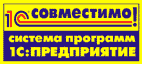 1С СОВМЕСТИМО!
система программ
1С:ПРЕДПРИЯТИЕ